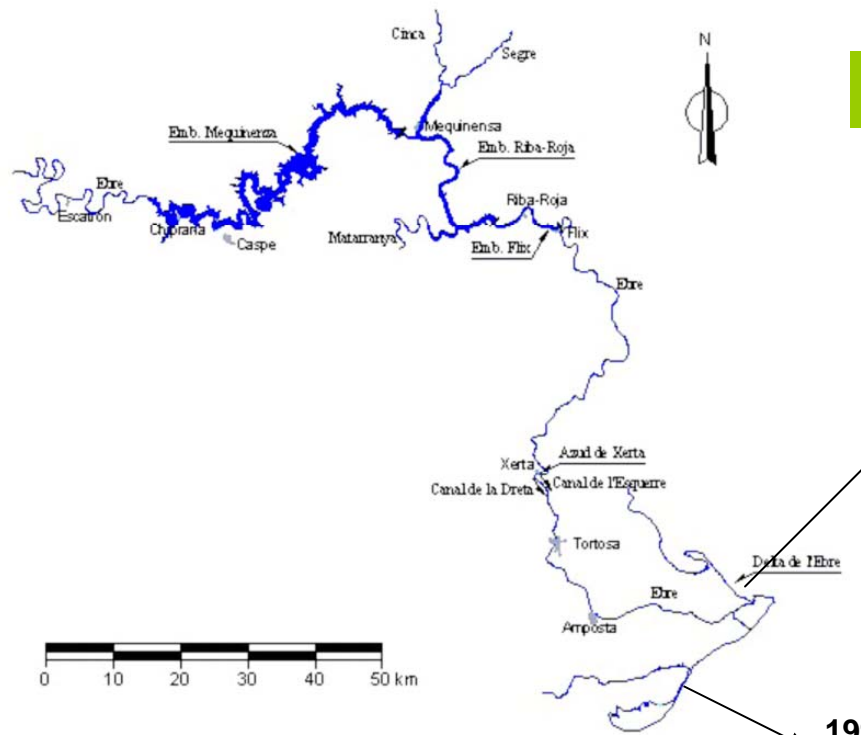 Cinca
Segre
N
Mequinensa
Emb. Mequinenza
Emb. Riba-Roja
Ebre
Riba-Roja
Escatrón
Chiprana
Caspe
Matarranya
Flix
Emb. Flix
Ebre
Xerta
Azud de Xerta
Canal de la Dreta
Canal de l'Esquerre
Tortosa
Delta de l'Ebre
Ebre
Amposta
0 10 20 30 40 50 km
19